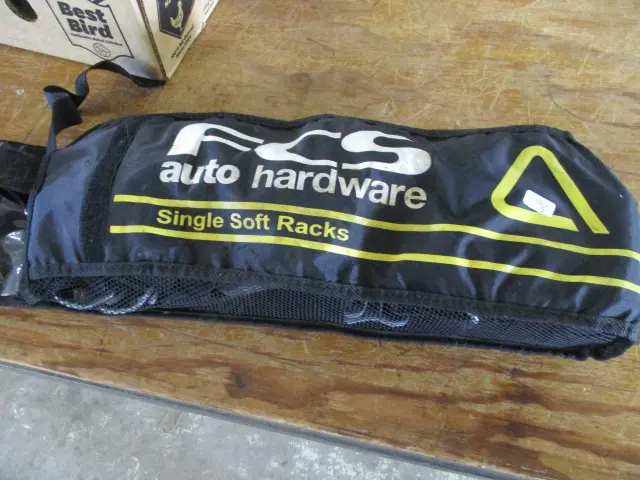 Best
Bird
FCS
auto hardware
Single Soft Racks